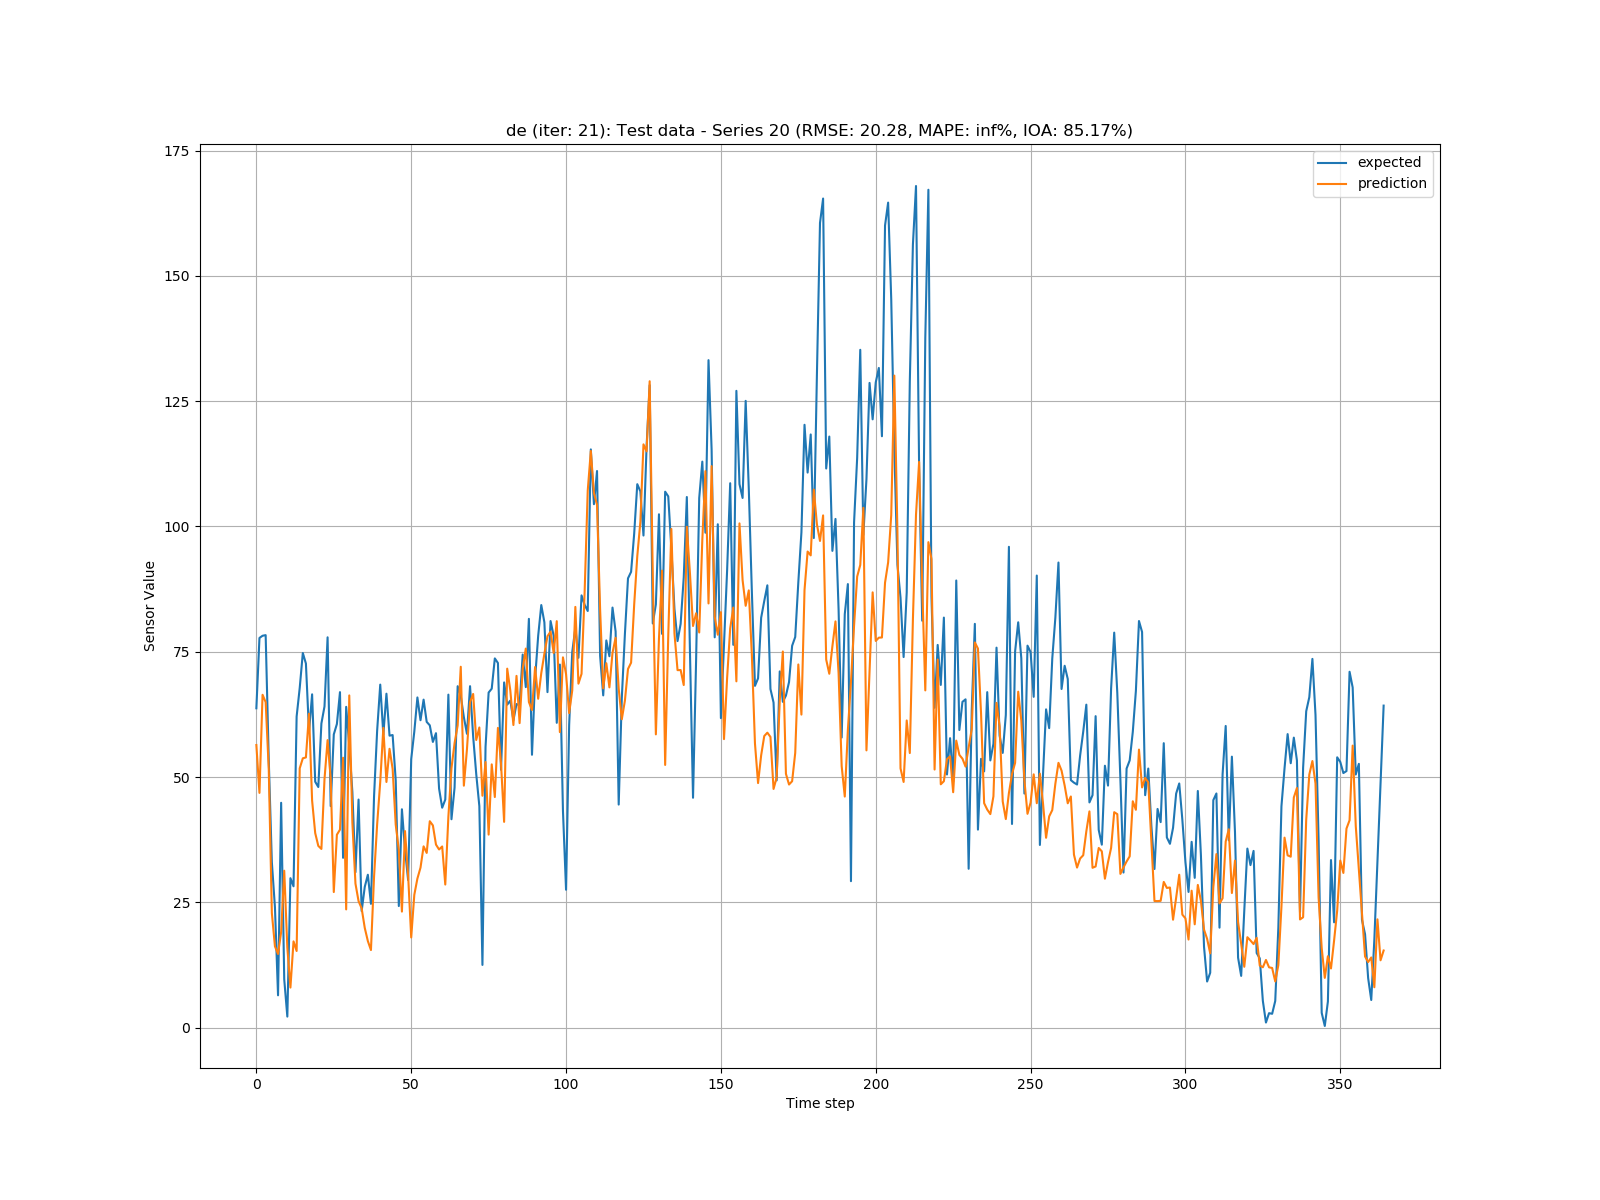 de (iter: 21): Test data - Series 20 (RMSE: 20.28, MAPE: inf%, IOA: 85.17%)
175
150
125
100
75
50
25
0
Sensor Value
expected
prediction
0 50 100 150 200 250 300 350
Time step